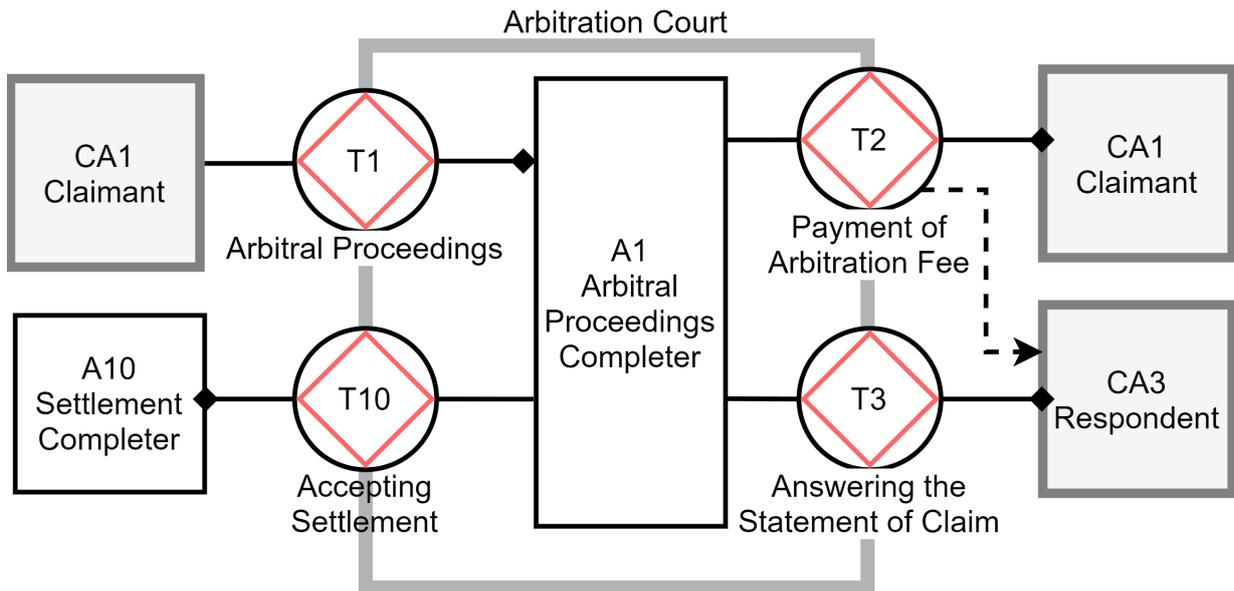 Arbitration Court
CA1
Claimant
T1
Arbitral Proceedings
A10
Settlement
Completer
T10
Accepting
Settlement
A1
Arbitral
Proceedings
Completer
T2
Payment of
Arbitration Fee
CA1
Claimant
T3
Answering the
Statement of Claim
CA3
Respondent